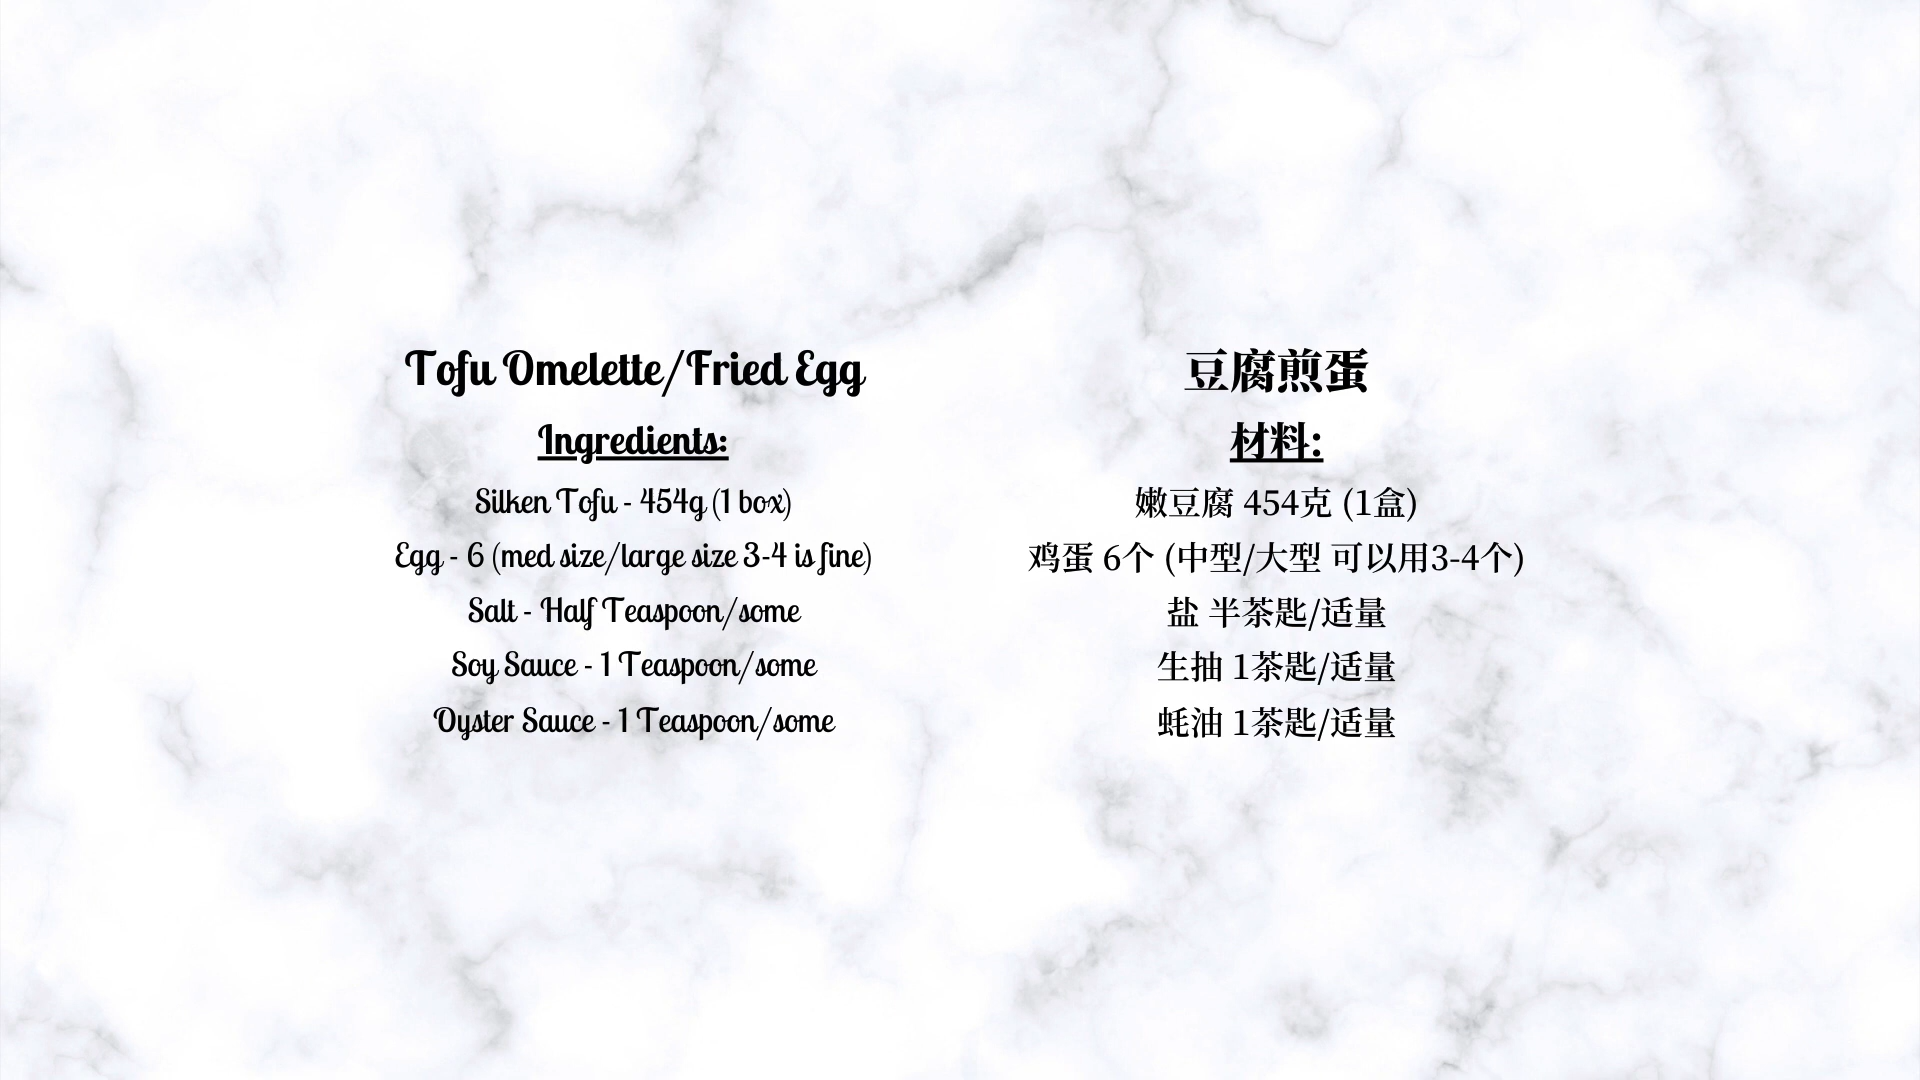 Tofu Omelette/Fried Egg
Ingredients:
Silken Tofu - 454g (1 box)
Egg - 6 (med size/large size 3-4 is fine)
Salt - Half Teaspoon/some
Soy Sauce - 1 Teaspoon/some
Oyster Sauce - 1 Teaspoon/some
豆腐煎蛋
材料:
嫩豆腐 454克 (1盒)
鸡蛋 6个 (中型/大型 可以用3-4个)
盐 半茶匙/适量
生抽 1茶匙/适量
蚝油 1茶匙/适量